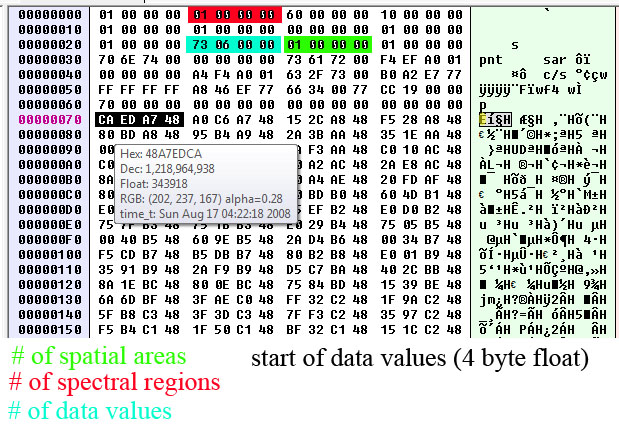 00000000 01 00 00 00 01 00 00 00 60 00 00 00 10 00 00 00 `
00000010 01 00 00 00 00 00 00 00 01 00 00 00 01 00 00 00
00000020 01 00 00 00 73 06 00 00 01 00 00 00 01 00 00 00 s
00000030 70 6E 74 00 00 00 00 00 73 61 72 00 F4 EF A0 01 pnt sar ôï
00000040 00 00 00 00 A4 F4 A0 01 63 2F 73 00 B0 A2 E7 77 ¤ô c/s °¢çw
00000050 FF FF FF FF A8 46 EF 77 66 34 00 77 CC 19 00 00 ÿÿÿÿ¨Fïwf4 wÌ
00000060 70 00 00 00 00 00 00 00 00 00 00 00 00 00 00 00 p
00000070 CA ED A7 48 A0 C6 A7 48 15 2C A8 48 F5 28 A8 48 Êí§H Æ§H ,¨Hõ(¨H
00000080 80 BD A8 48 95 B4 A9 48 2A 3B AA 48 35 1E AA 48
00000090 F3 AA 48 C0 10 AC 48
000000A0 C0 A2 AC 48 2A E8 AC 48
000000B0 8A AE 48 20 FD AF 48
000000C0 BD B0 48 60 4D B1 48
000000D0 E0 EF B2 48 E0 D0 B2 48
000000E0 75 29 B4 48 75 05 B5 48
000000F0 00 40 B5 48 60 9E B5 48 2A D4 B6 48 00 34 B7 48
00000100 F5 CD B7 48 B5 DB B7 48 80 B2 B8 48 E0 01 B9 48
00000110 35 91 B9 48 2A F9 B9 48 D5 C7 BA 48 40 2C BB 48
00000120 8A 1E BC 48 80 0E BC 48 75 84 BD 48 15 39 BE 48
00000130 6A 6D BF 48 3F AE C0 48 FF 32 C2 48 1F 9A C2 48
00000140 5F B8 C3 48 3F 3D C3 48 7F F3 C2 48 35 97 C2 48
00000150 F5 B4 C1 48 1F 50 C1 48 BF 32 C1 48 15 1C C2 48
Hex: 48A7EDCA
Dec: 1,218,964,938
Float: 343918
RGB: (202, 237, 167) alpha=0.28
time_t: Sun Aug 17 04:22:18 2008
# of spatial areas
start of data values (4 byte float)
# of spectral regions
# of data values